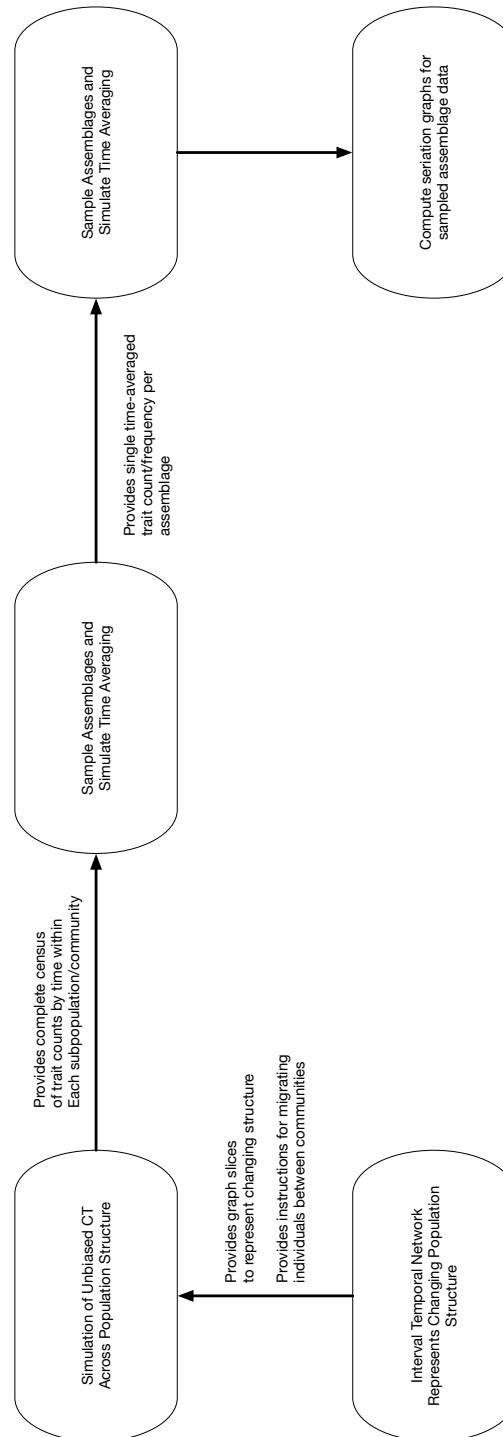 Interval Temporal Network
Represents Changing Population
Structure
Provides graph slices
to represent changing structure
Provides instructions for migrating
individuals between communities
Simulation of Unbiased CT
Across Population Structure
Provides complete census
of trait counts by time within
Each subpopulation/community
Sample Assemblages and
Simulate Time Averaging
Provides single time-averaged
trait count/frequency per
assemblage
Sample Assemblages and
Simulate Time Averaging
Compute seriation graphs for
sampled assemblage data